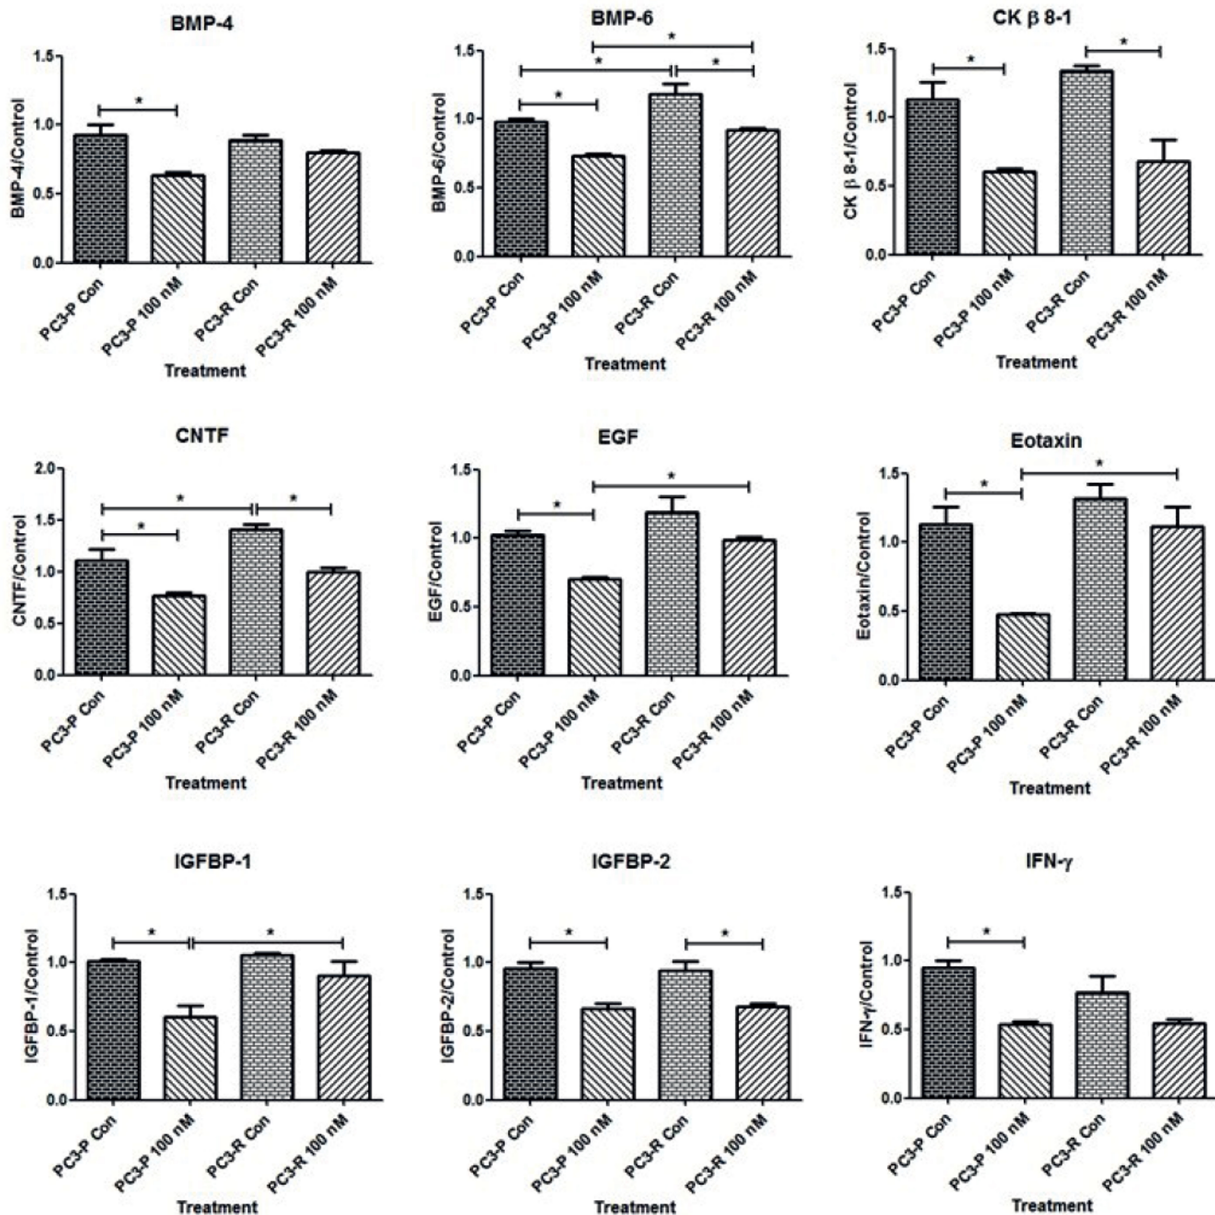 BMP-4
BMP-4/Control
1.5
1.0
0.5
0.0
*
PC3-P Con
PC3-P 100 nM
PC3-R Con
PC3-R 100 nM
Treatment
BMP-6
BMP-6/Control
1.5
1.0
0.5
0.0
*
*
*
*
PC3-P Con
PC3-P 100 nM
PC3-R Con
PC3-R 100 nM
Treatment
CK β 8-1
CK β 8-1/Control
1.5
1.0
0.5
0.0
*
*
PC3-P Con
PC3-P 100 nM
PC3-R Con
PC3-R 100 nM
Treatment
CNTF
CNTF/Control
2.0
1.5
1.0
0.5
0.0
*
*
*
PC3-P Con
PC3-P 100 nM
PC3-R Con
PC3-R 100 nM
Treatment
EGF
EGF/Control
1.5
1.0
0.5
0.0
*
*
PC3-P Con
PC3-P 100 nM
PC3-R Con
PC3-R 100 nM
Treatment
Eotaxin
Eotaxin/Control
1.5
1.0
0.5
0.0
*
*
PC3-P Con
PC3-P 100 nM
PC3-R Con
PC3-R 100 nM
Treatment
IGFBP-1
IGFBP-1/Control
1.5
1.0
0.5
0.0
*
*
PC3-P Con
PC3-P 100 nM
PC3-R Con
PC3-R 100 nM
Treatment
IGFBP-2
IGFBP-2/Control
1.5
1.0
0.5
0.0
*
*
PC3-P Con
PC3-P 100 nM
PC3-R Con
PC3-R 100 nM
Treatment
IFN-γ
IFN-γ/Control
1.5
1.0
0.5
0.0
*
PC3-P Con
PC3-P 100 nM
PC3-R Con
PC3-R 100 nM
Treatment